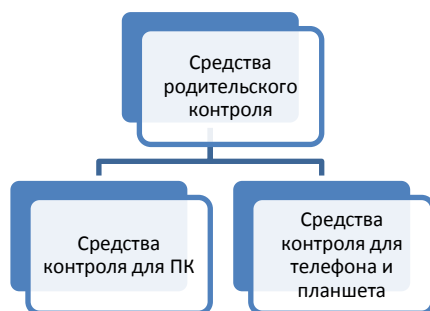 Средства
родительского
контроля
Средства
контроля для ПК
Средства
контроля для
телефона и
планшета